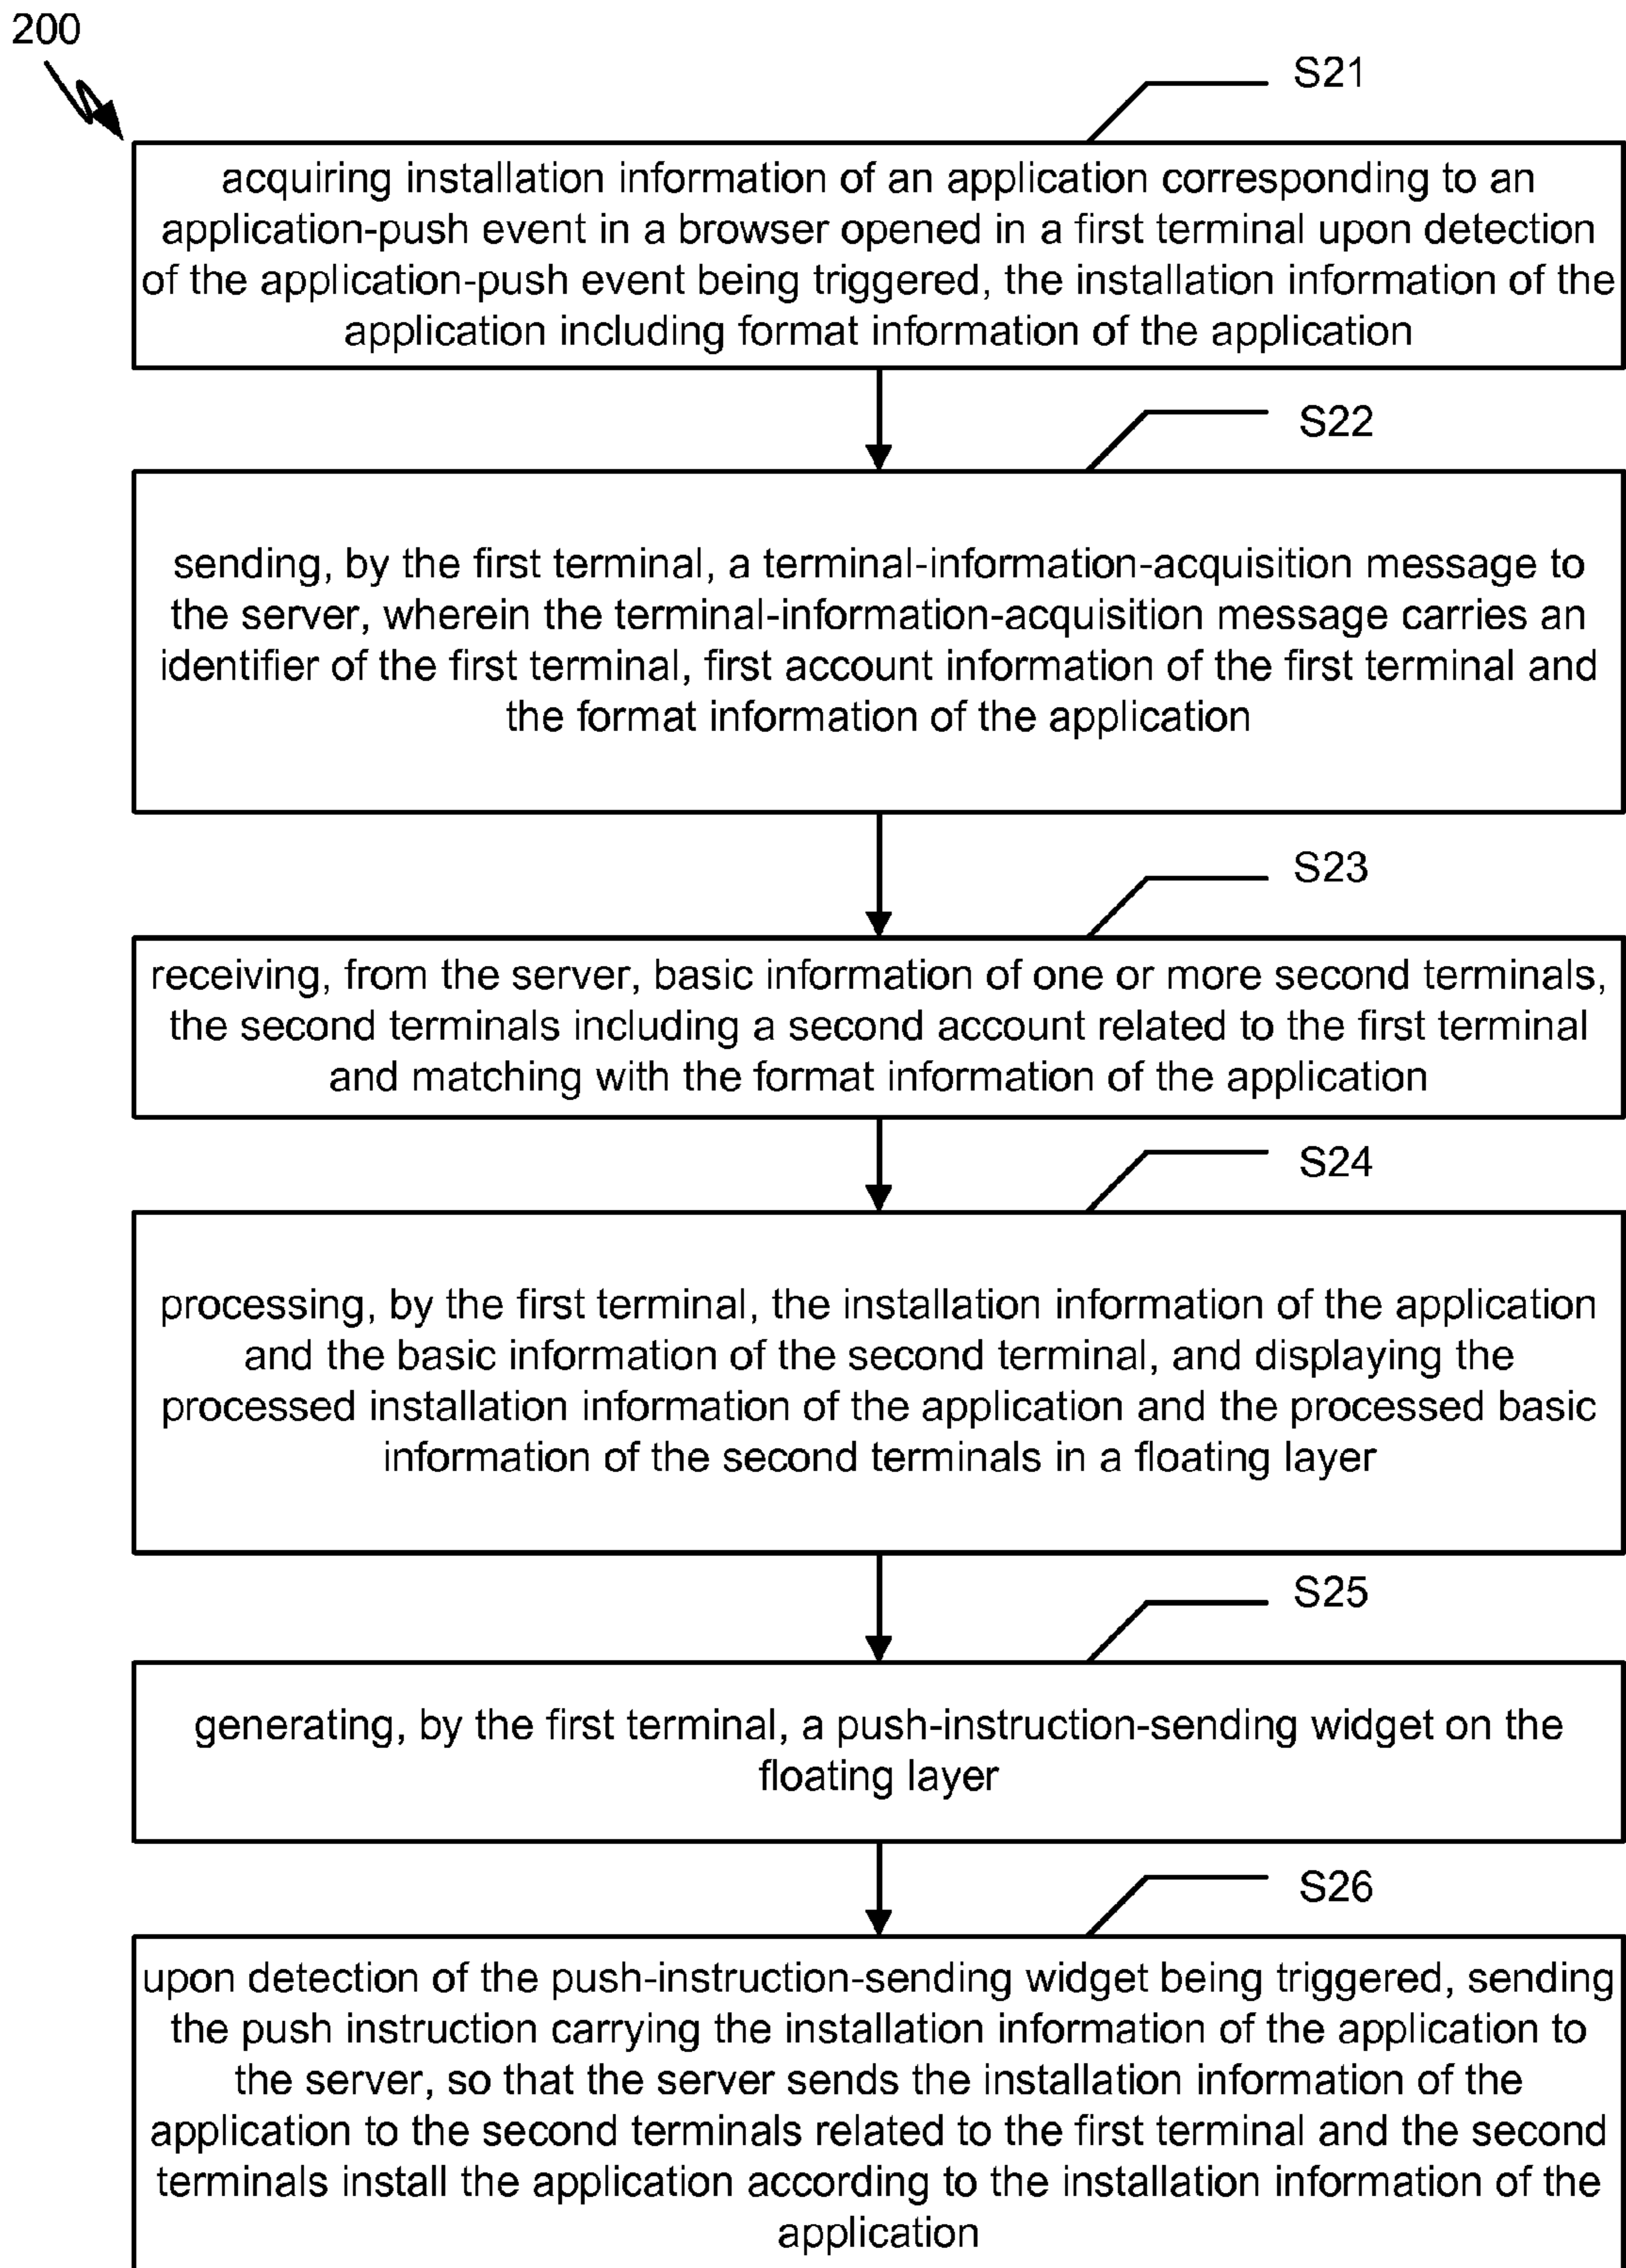 200
S21
acquiring installation information of an application corresponding to an
application-push event in a browser opened in a first terminal upon detection
of the application-push event being triggered, the installation information of the
application including format information of the application
S22
sending, by the first terminal, a terminal-information-acquisition message to
the server, wherein the terminal-information-acquisition message carries an
identifier of the first terminal, first account information of the first terminal and
the format information of the application
S23
receiving, from the server, basic information of one or more second terminals,
the second terminals including a second account related to the first terminal
and matching with the format information of the application
S24
processing, by the first terminal, the installation information of the application
and the basic information of the second terminal, and displaying the
processed installation information of the application and the processed basic
information of the second terminals in a floating layer
S25
generating, by the first terminal, a push-instruction-sending widget on the
floating layer
S26
upon detection of the push-instruction-sending widget being triggered, sending
the push instruction carrying the installation information of the application to
the server, so that the server sends the installation information of the
application to the second terminals related to the first terminal and the second
terminals install the application according to the installation information of the
application